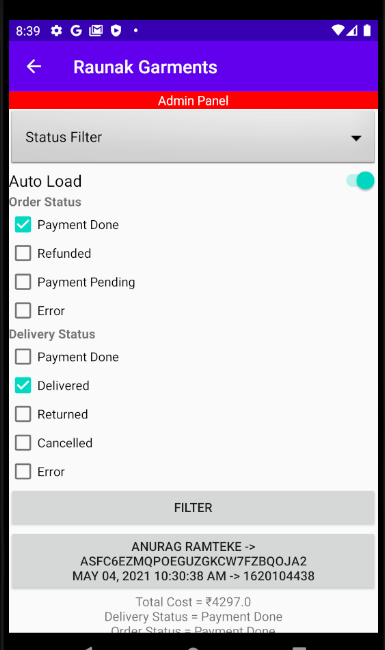 8:39
Raunak Garments
Admin Panel
Status Filter
Auto Load
Order Status
Payment Done
Refunded
Payment Pending
Error
Delivery Status
Payment Done
Delivered
Returned
Cancelled
Error
FILTER
ANURAG RAMTEKE ->
ASFC6EZMQPOEGUZGKCW7FZBQOJA2
MAY 04, 2021 10:30:38 AM -> 1620104438
Total Cost = ₹4297.0
Delivery Status = Payment Done
Order Status = Payment Done